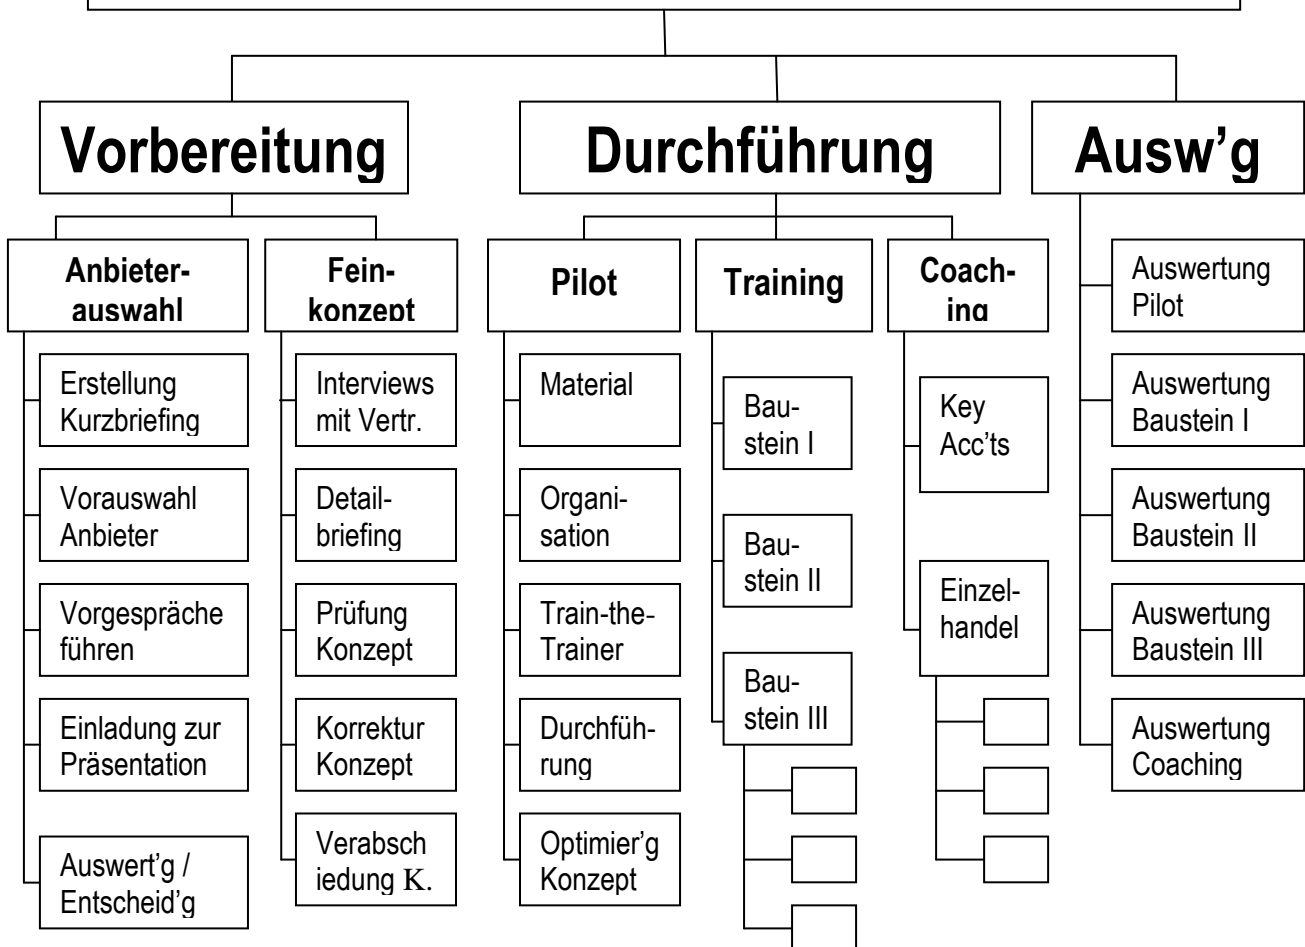 Vorbereitung
Durchführung
Ausw’g
Anbieter-
auswahl
Fein-
konzept
Pilot
Training
Coach-
ing
Erstellung
Kurzbriefing
Vorauswahl
Anbieter
Vorgespräche
führen
Einladung zur
Präsentation
Auswert’g /
Entscheid’g
Interviews
mit Vertr.
Detail-
briefing
Prüfung
Konzept
Korrektur
Konzept
Verabsch
iedung K.
Material
Organi-
sation
Train-the-
Trainer
Durchfüh-
rung
Optimier’g
Konzept
Bau-
stein I
Bau-
stein II
Bau-
stein III
Key
Acc’ts
Einzel-
handel
Auswertung
Pilot
Auswertung
Baustein I
Auswertung
Baustein II
Auswertung
Baustein III
Auswertung
Coaching